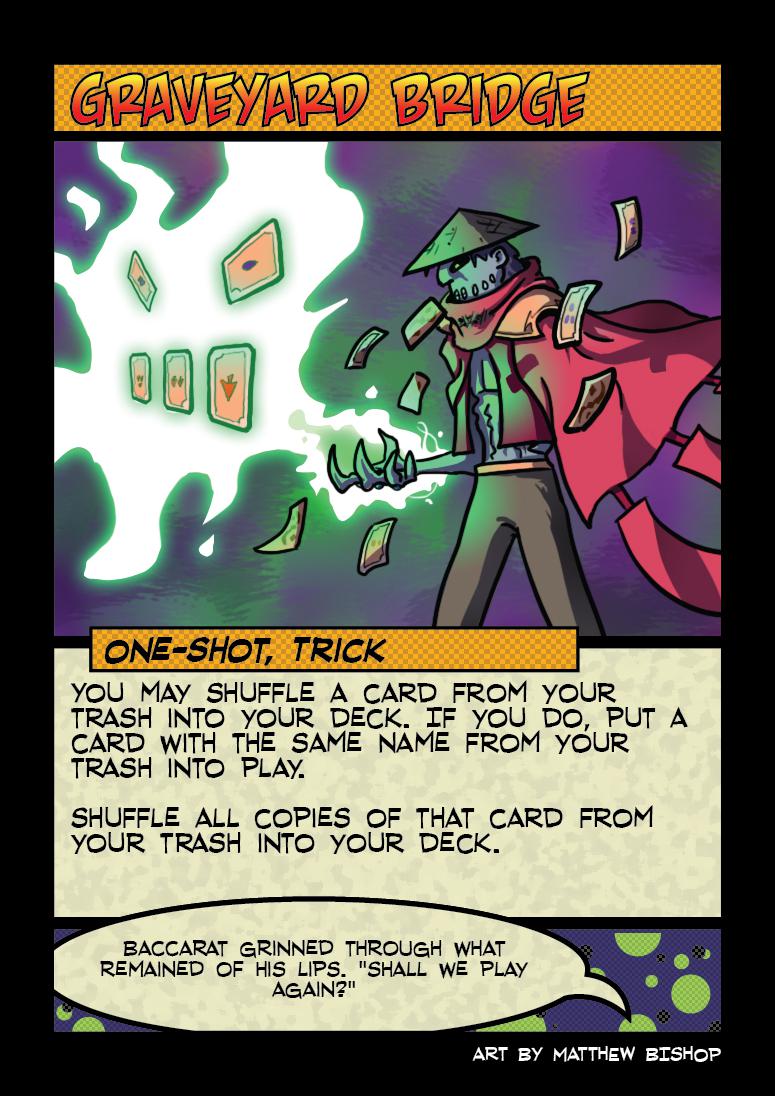 GRAVEYARD BRIDGE
ONE-SHOT, TRICK
YOU MAY SHUFFLE A CARD FROM YOUR
TRASH INTO YOUR DECK. IF YOU DO, PUT A
CARD WITH THE SAME NAME FROM YOUR
TRASH INTO PLAY.
SHUFFLE ALL COPIES OF THAT CARD FROM
YOUR TRASH INTO YOUR DECK.
BACCARAT GRINNED THROUGH WHAT
REMAINED OF HIS LIPS. "SHALL WE PLAY
AGAIN?"
ART BY MATTHEW BISHOP